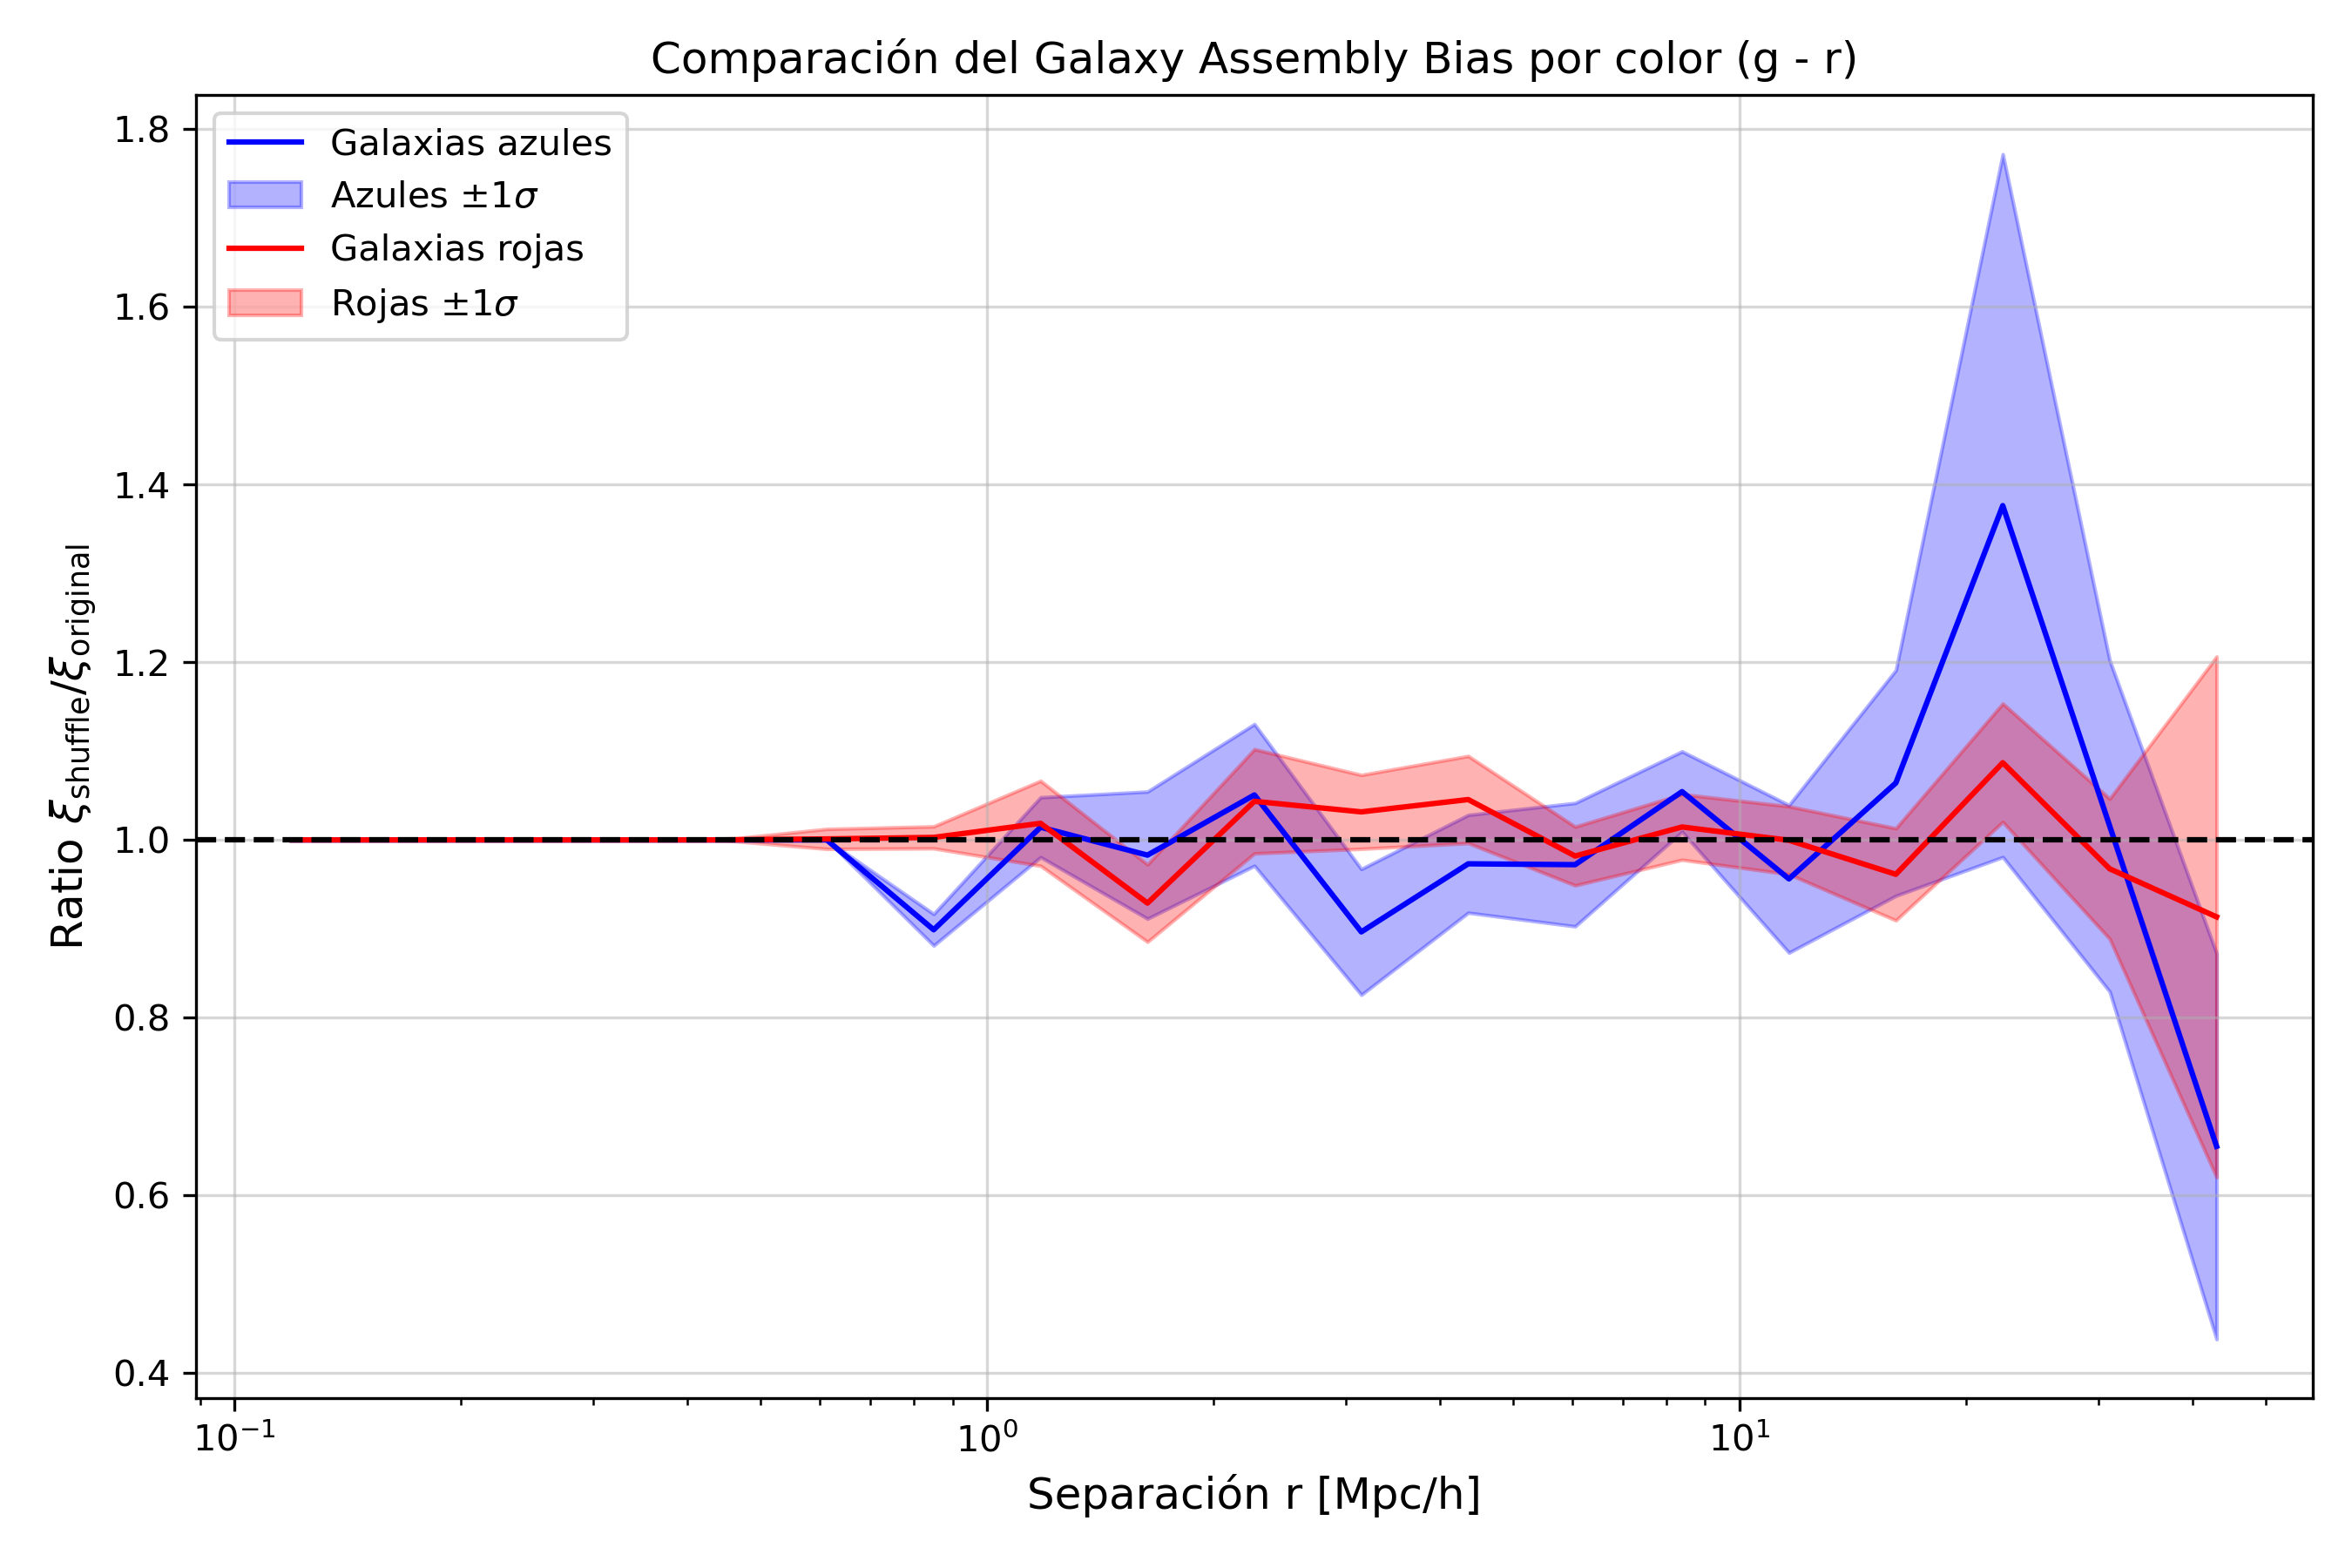 Comparación del Galaxy Assembly Bias por color (g - r)
Galaxias azules
Azules ±1σ
Galaxias rojas
Rojas ±1σ
Ratio ξ_shuffle/ξ_original
1.8
1.6
1.4
1.2
1.0
0.8
0.6
0.4
10⁻¹
10⁰
10¹
Separación r [Mpc/h]